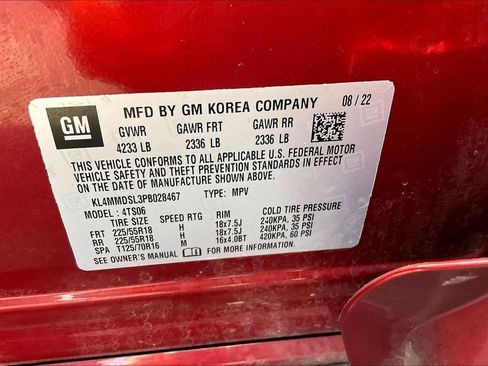 GM
MFD BY GM KOREA COMPANY 08 / 22
GVWR GAWR FRT GAWR RR
4233 LB 2336 LB 2336 LB
THIS VEHICLE CONFORMS TO ALL APPLICABLE U.S. FEDERAL MOTOR
VEHICLE SAFETY AND THEFT PREVENTION STANDARDS IN EFFECT
ON THE DATE OF MANUFACTURE SHOWN ABOVE.
KL4MMDSL3PB028467 TYPE: MPV
MODEL : 4TS06
SPEED RTG RIM COLD TIRE PRESSURE
FRT 225/55R18 H 18x7.5J 240KPA, 35 PSI
RR 225/55R18 H 18x7.5J 240KPA, 35 PSI
SPA T125/70R16 M 16x4.0BT 420KPA, 60 PSI
SEE OWNER'S MANUAL i FOR MORE INFORMATION.